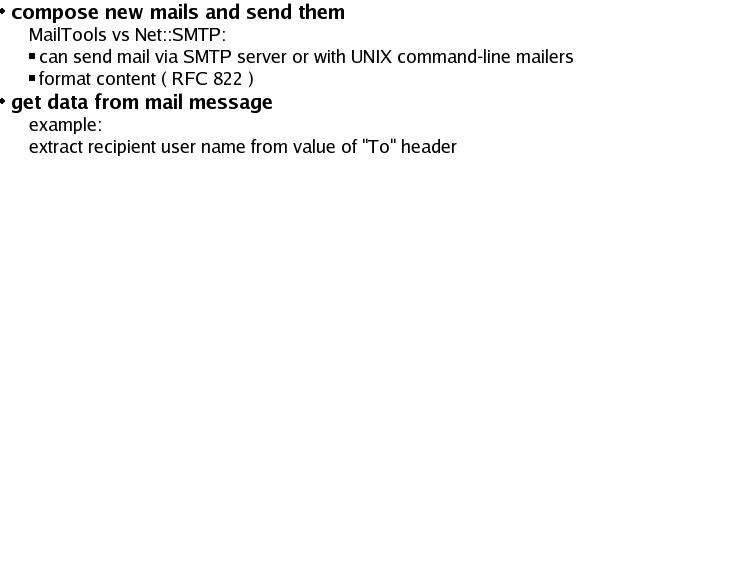 • compose new mails and send them
MailTools vs Net::SMTP:
▪ can send mail via SMTP server or with UNIX command-line mailers
▪ format content ( RFC 822 )
• get data from mail message
example:
extract recipient user name from value of "To" header